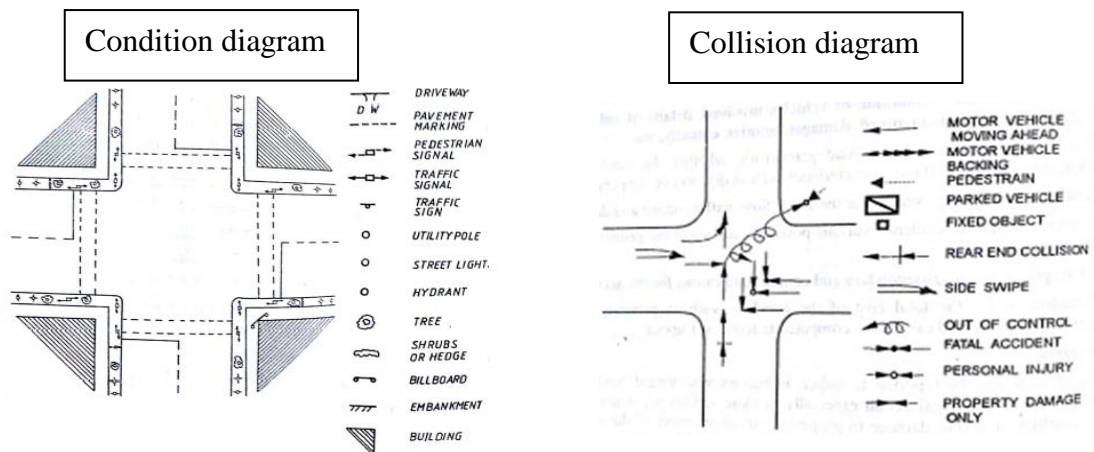 Condition diagram
DRIVEWAY
D W
PAVEMENT
MARKING
PEDESTRIAN
SIGNAL
TRAFFIC
SIGNAL
TRAFFIC
SIGN
UTILITY POLE
STREET LIGHT.
HYDRANT
TREE
SHRUBS
OR HEDGE
BILLBOARD
EMBANKMENT
BUILDING
Collision diagram
MOTOR VEHICLE
MOVING AHEAD
MOTOR VEHICLE
BACKING
PEDESTRAIN
PARKED VEHICLE
FIXED OBJECT
REAR END COLLISION
SIDE SWIPE
OUT OF CONTROL
FATAL ACCIDENT
PERSONAL INJURY
PROPERTY DAMAGE
ONLY